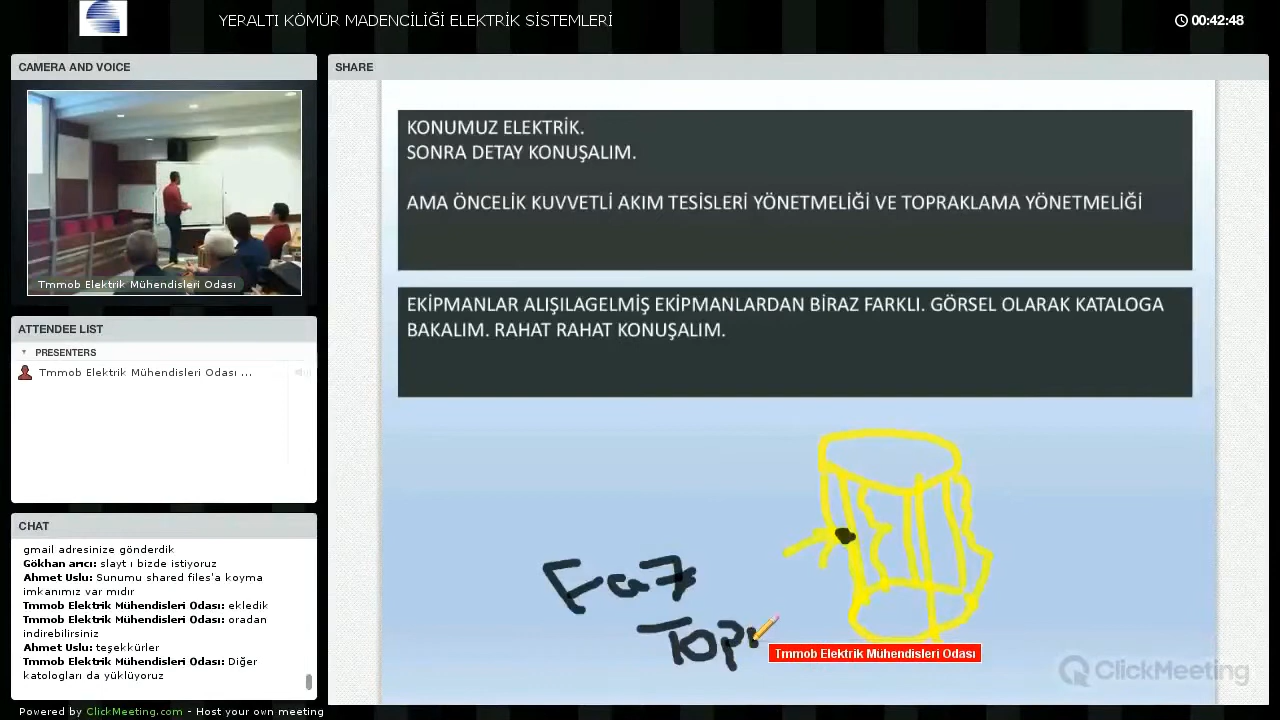 YERALTI KÖMÜR MADENCİLİĞİ ELEKTRİK SİSTEMLERİ
00:42:48
CAMERA AND VOICE
Tmmob Elektrik Mühendisleri Odası
ATTENDEE LIST
PRESENTERS
Tmmob Elektrik Mühendisleri Odası ...
CHAT
gmail adresinize gönderdik
Gökhan arıcı: slayt ı bizde istiyoruz
Ahmet Uslu: Sunumu shared files'a koyma
imkanımız var mıdır
Tmmob Elektrik Mühendisleri Odası: ekledik
Tmmob Elektrik Mühendisleri Odası: oradan
indirebilirsiniz
Ahmet Uslu: teşekkürler
Tmmob Elektrik Mühendisleri Odası: Diğer
katologları da yüklüyoruz
Powered by ClickMeeting.com - Host your own meeting
SHARE
KONUMUZ ELEKTRİK.
SONRA DETAY KONUŞALIM.
AMA ÖNCELİK KUVVETLİ AKIM TESİSLERİ YÖNETMELİĞİ VE TOPRAKLAMA YÖNETMELİĞİ
EKİPMANLAR ALIŞILAGELMİŞ EKİPMANLARDAN BİRAZ FARKLI. GÖRSEL OLARAK KATALOGA
BAKALIM. RAHAT RAHAT KONUŞALIM.
Faz
Topr
Tmmob Elektrik Mühendisleri Odası
ClickMeeting